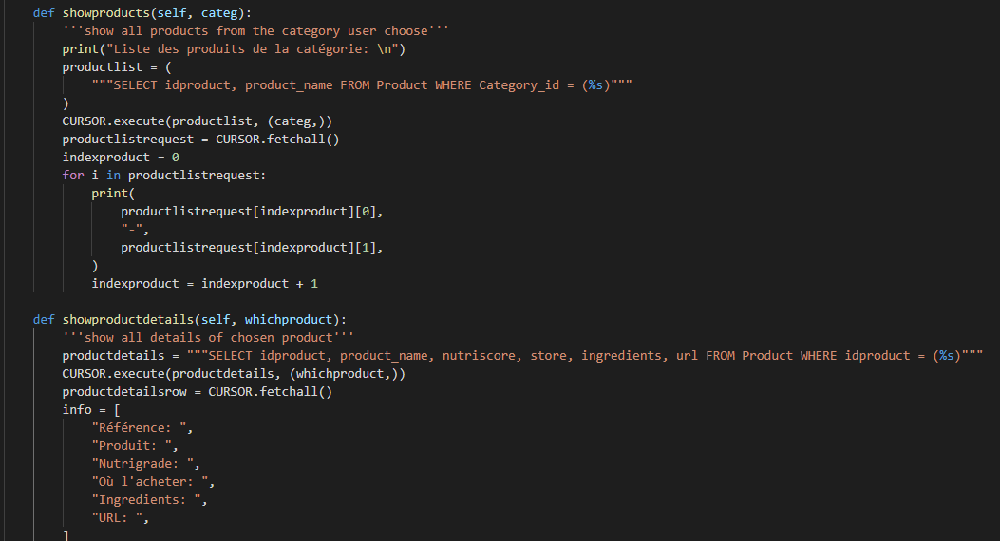 def showproducts(self, categ):
    '''show all products from the category user choose'''
    print("Liste des produits de la catégorie: \n")
    productlist = (
        """SELECT idproduct, product_name FROM Product WHERE Category_id = (%s)"""
    )
    CURSOR.execute(productlist, (categ,))
    productlistrequest = CURSOR.fetchall()
    indexproduct = 0
    for i in productlistrequest:
        print(
            productlistrequest[indexproduct][0],
            "-",
            productlistrequest[indexproduct][1],
        )
        indexproduct = indexproduct + 1

def showproductdetails(self, whichproduct):
    '''show all details of chosen product'''
    productdetails = """SELECT idproduct, product_name, nutriscore, store, ingredients, url FROM Product WHERE idproduct = (%s)"""
    CURSOR.execute(productdetails, (whichproduct,))
    productdetailsrow = CURSOR.fetchall()
    info = [
        "Référence: ",
        "Produit: ",
        "Nutrigrade: ",
        "Où l'acheter: ",
        "Ingredients: ",
        "URL: ",
    ]